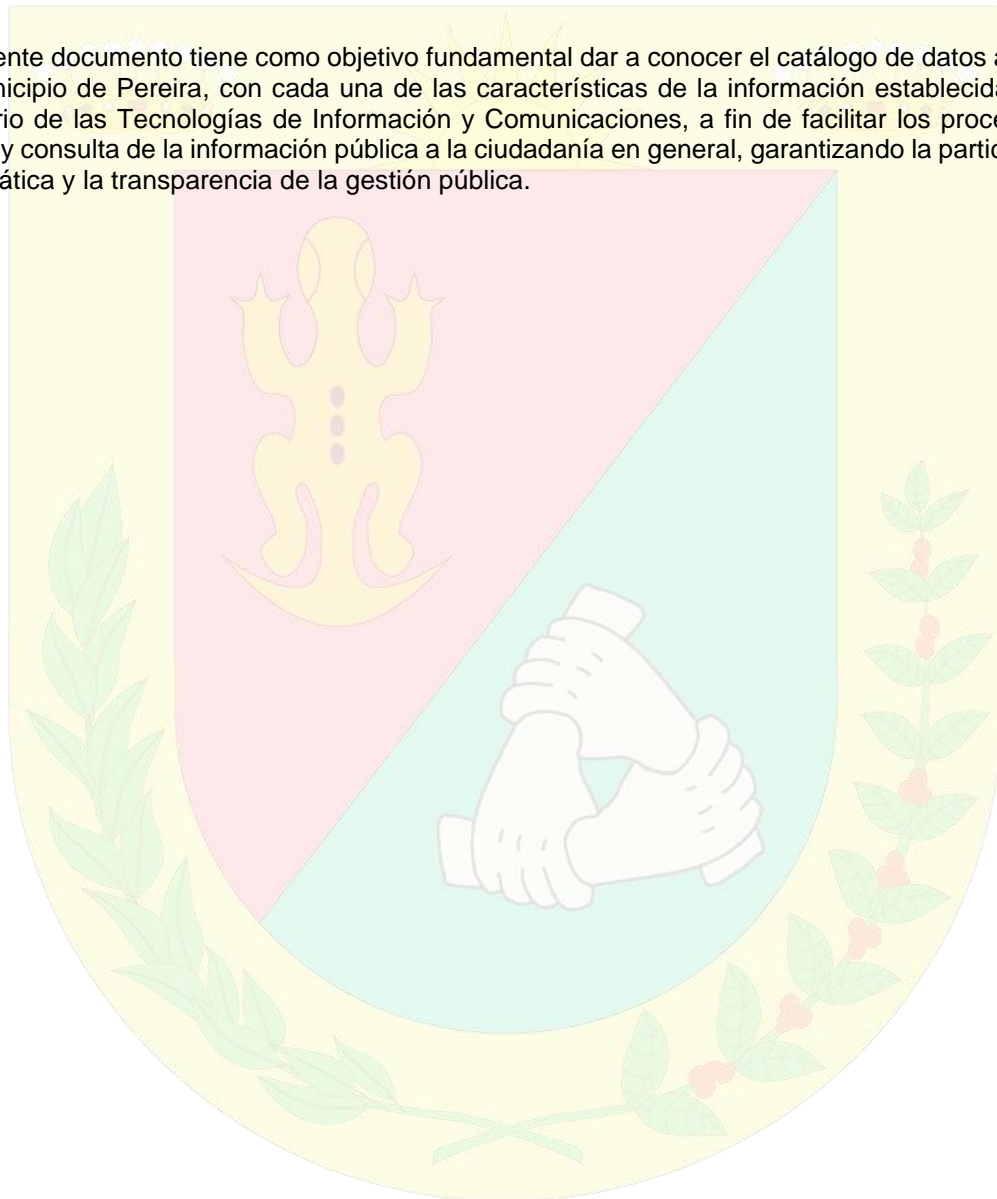 ente documento tiene como objetivo fundamental dar a conocer el catálogo de datos a
nicipio de Pereira, con cada una de las características de la información establecida
rio de las Tecnologías de Información y Comunicaciones, a fin de facilitar los proce
y consulta de la información pública a la ciudadanía en general, garantizando la partic
ática y la transparencia de la gestión pública.